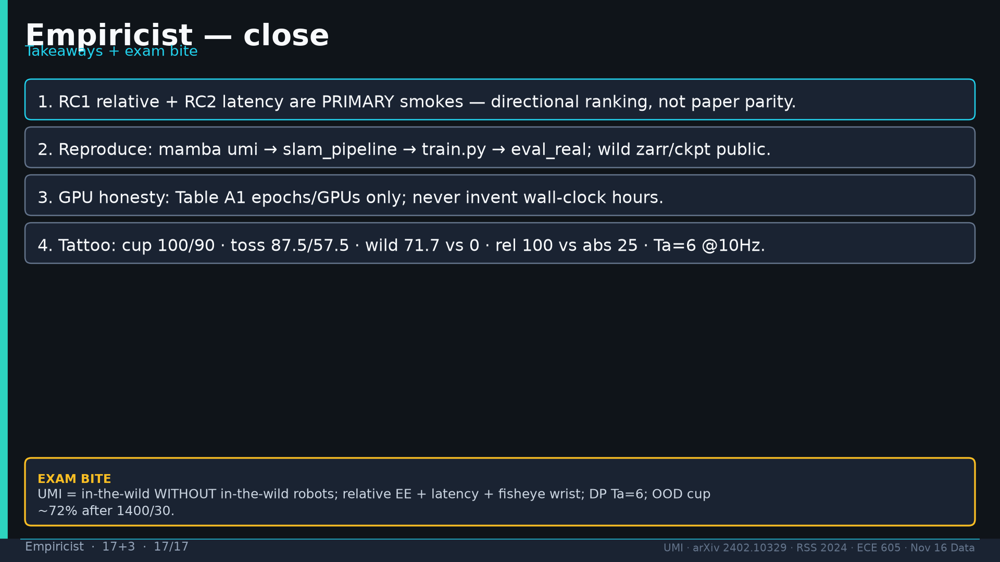 Empiricist — close
Takeaways + exam bite
1. RC1 relative + RC2 latency are PRIMARY smokes — directional ranking, not paper parity.
2. Reproduce: mamba umi → slam_pipeline → train.py → eval_real; wild zarr/ckpt public.
3. GPU honesty: Table A1 epochs/GPUs only; never invent wall-clock hours.
4. Tattoo: cup 100/90 · toss 87.5/57.5 · wild 71.7 vs 0 · rel 100 vs abs 25 · Ta=6 @10Hz.
EXAM BITE
UMI = in-the-wild WITHOUT in-the-wild robots; relative EE + latency + fisheye wrist; DP Ta=6; OOD cup
~72% after 1400/30.
Empiricist · 17+3 · 17/17
UMI · arXiv 2402.10329 · RSS 2024 · ECE 605 · Nov 16 Data